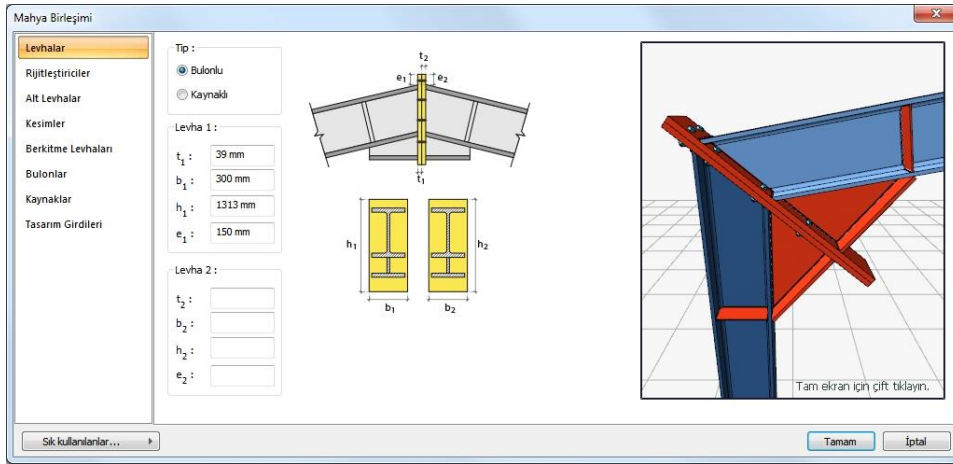 Mahya Birleşimi
Levhalar
Rijitleştiriciler
Alt Levhalar
Kesimler
Berkitme Levhaları
Bulonlar
Kaynaklar
Tasarım Girdileri
Tip :
Bulonlu
Kaynaklı
Levha 1 :
t1 : 39 mm
b1 : 300 mm
h1 : 1313 mm
e1 : 150 mm
Levha 2 :
t2 :
b2 :
h2 :
e2 :
t2
e1 e2
t1
h1 h2
b1 b2
Tam ekran için çift tıklayın.
Sık kullanılanlar...
Tamam İptal